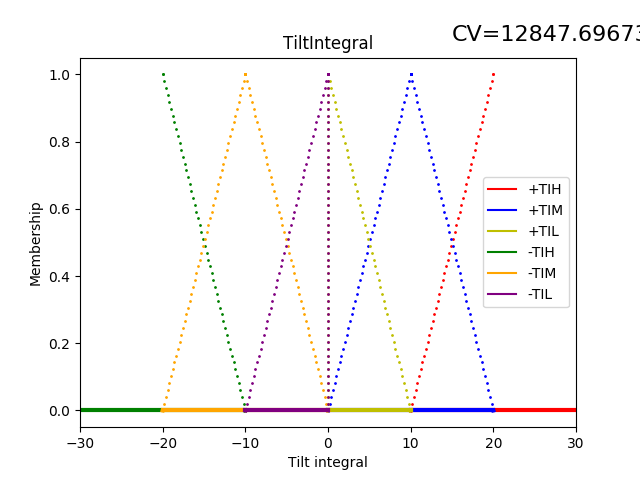 CV=12847.69673
TiltIntegral
Membership
1.0
0.8
0.6
0.4
0.2
0.0
+TIH
+TIM
+TIL
-TIH
-TIM
-TIL
−30 −20 −10 0 10 20 30
Tilt integral